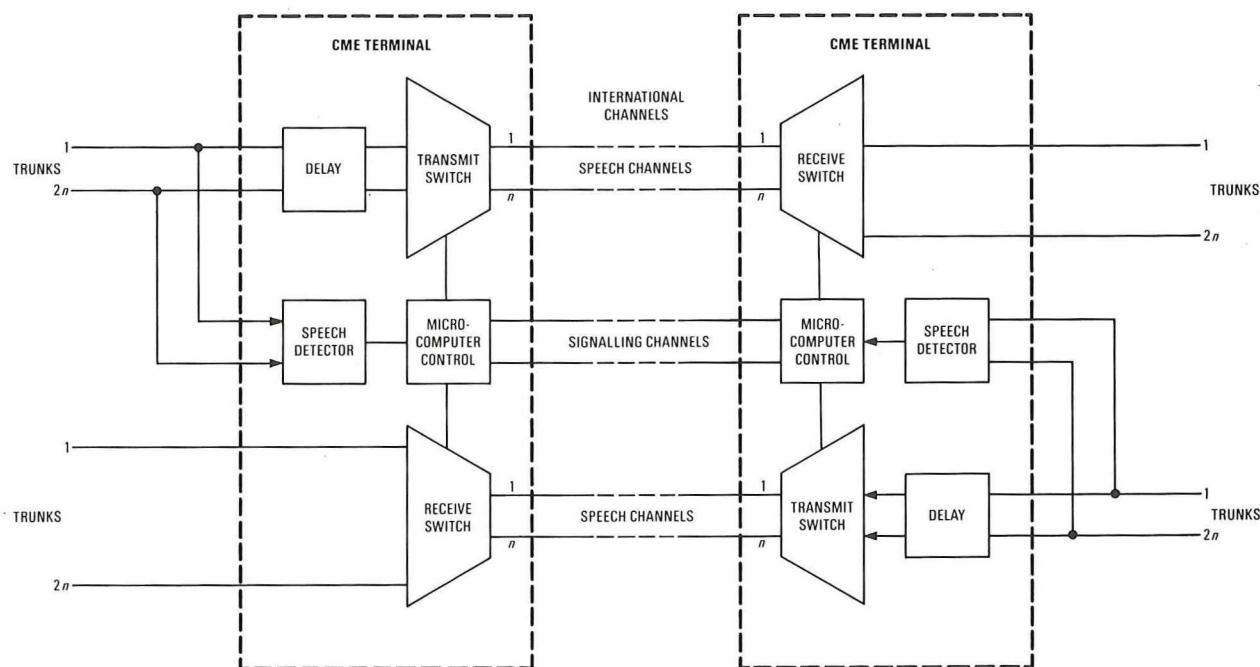 CME TERMINAL
CME TERMINAL
INTERNATIONAL
CHANNELS
1
TRUNKS
2n
DELAY
TRANSMIT
SWITCH
1
SPEECH CHANNELS
n
1
n
RECEIVE
SWITCH
1
TRUNKS
2n
SPEECH
DETECTOR
MICRO-
COMPUTER
CONTROL
SIGNALLING CHANNELS
MICRO-
COMPUTER
CONTROL
SPEECH
DETECTOR
1
TRUNKS
2n
RECEIVE
SWITCH
1
SPEECH CHANNELS
n
1
n
TRANSMIT
SWITCH
DELAY
1
TRUNKS
2n